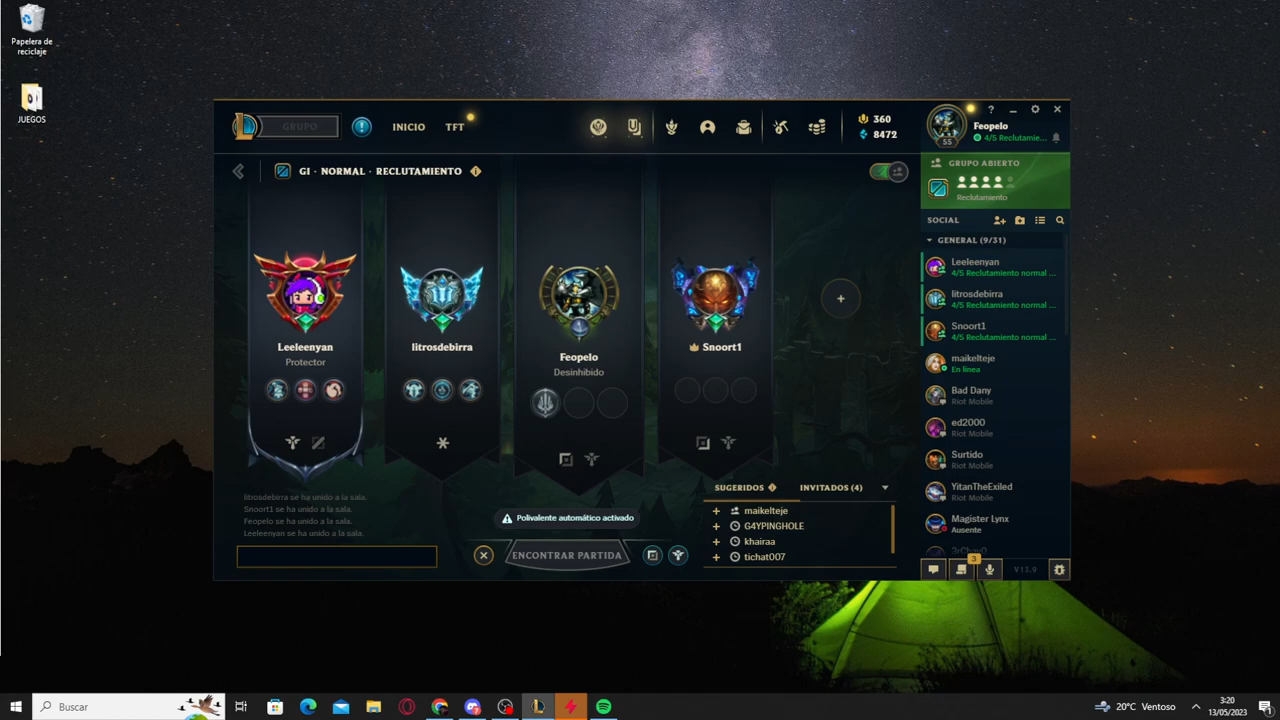 Papelera de
reciclaje
JUEGOS
GRUPO
INICIO
TFT
360
8472
SS
Feopelo
4/5 Reclutamie...
GI · NORMAL · RECLUTAMIENTO
GRUPO ABIERTO
Reclutamiento
SOCIAL
GENERAL (9/31)
Leeleenyan
4/5 Reclutamiento normal ...
litrosdebirra
4/5 Reclutamiento normal ...
Snoort1
4/5 Reclutamiento normal ...
maikelteje
En línea
Bad Dany
Riot Mobile
ed2000
Riot Mobile
Surtido
Riot Mobile
YitanTheExiled
Riot Mobile
Magister Lynx
Ausente
Leeleenyan
Protector
litrosdebirra
Feopelo
Desinhibido
Snoort1
litrosdebirra se ha unido a la sala.
Snoort1 se ha unido a la sala.
Feopelo se ha unido a la sala.
Leeleenyan se ha unido a la sala.
Polivalente automático activado
ENCONTRAR PARTIDA
SUGERIDOS
INVITADOS (4)
maikelteje
G4YPINGHOLE
khairaa
tichat007
3
V13.9
Buscar
20°C Ventoso
3:20
13/05/2023
1